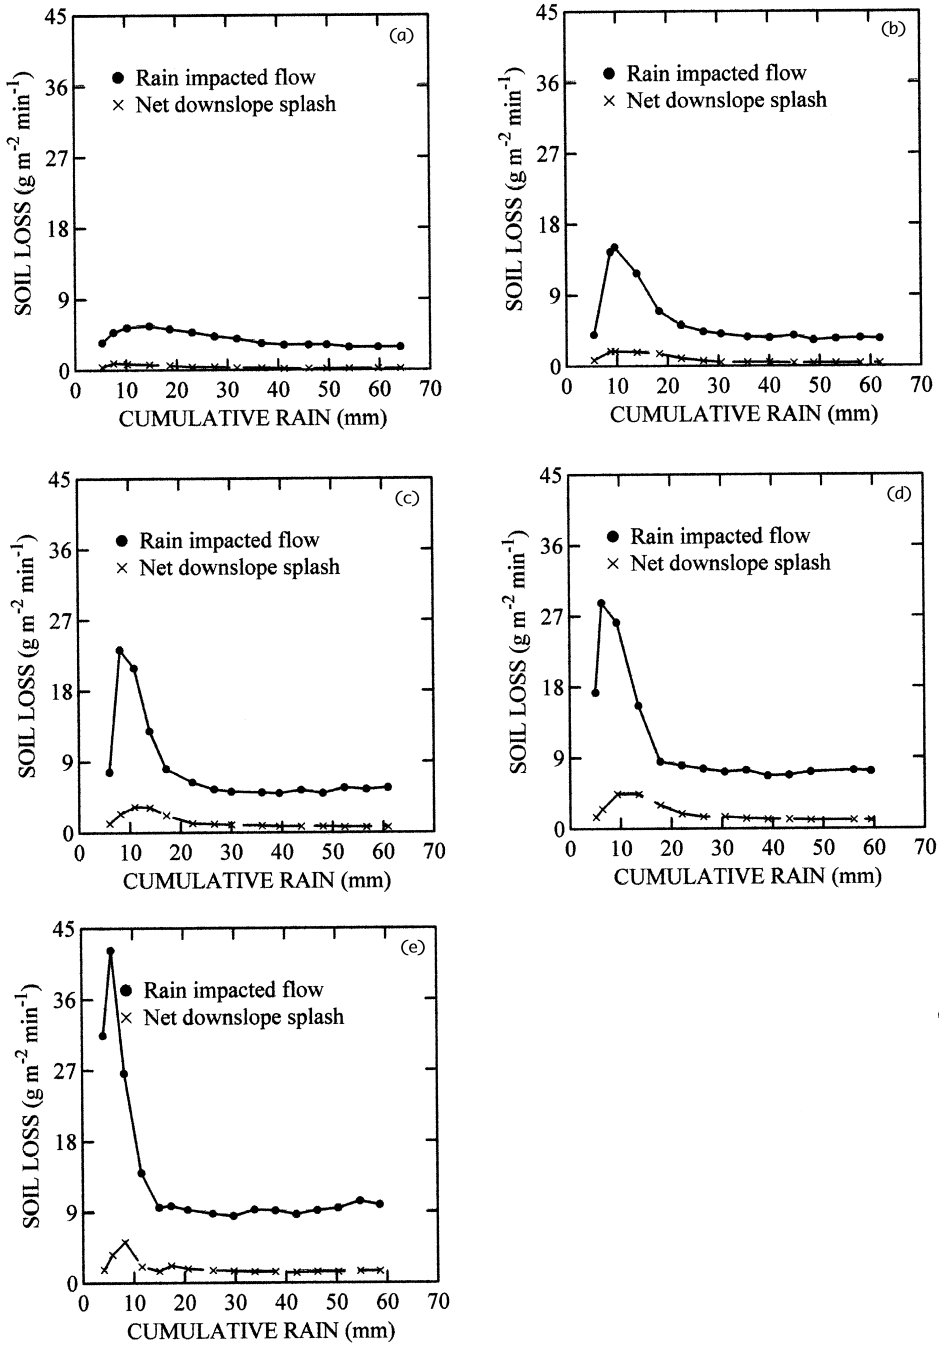 (a)
45
36
27
18
9
0
SOIL LOSS (g m⁻² min⁻¹)
Rain impacted flow
Net downslope splash
0 10 20 30 40 50 60 70
CUMULATIVE RAIN (mm)
(b)
45
36
27
18
9
0
SOIL LOSS (g m⁻² min⁻¹)
Rain impacted flow
Net downslope splash
0 10 20 30 40 50 60 70
CUMULATIVE RAIN (mm)
(c)
45
36
27
18
9
0
SOIL LOSS (g m⁻² min⁻¹)
Rain impacted flow
Net downslope splash
0 10 20 30 40 50 60 70
CUMULATIVE RAIN (mm)
(d)
45
36
27
18
9
0
SOIL LOSS (g m⁻² min⁻¹)
Rain impacted flow
Net downslope splash
0 10 20 30 40 50 60 70
CUMULATIVE RAIN (mm)
(e)
45
36
27
18
9
0
SOIL LOSS (g m⁻² min⁻¹)
Rain impacted flow
Net downslope splash
0 10 20 30 40 50 60 70
CUMULATIVE RAIN (mm)